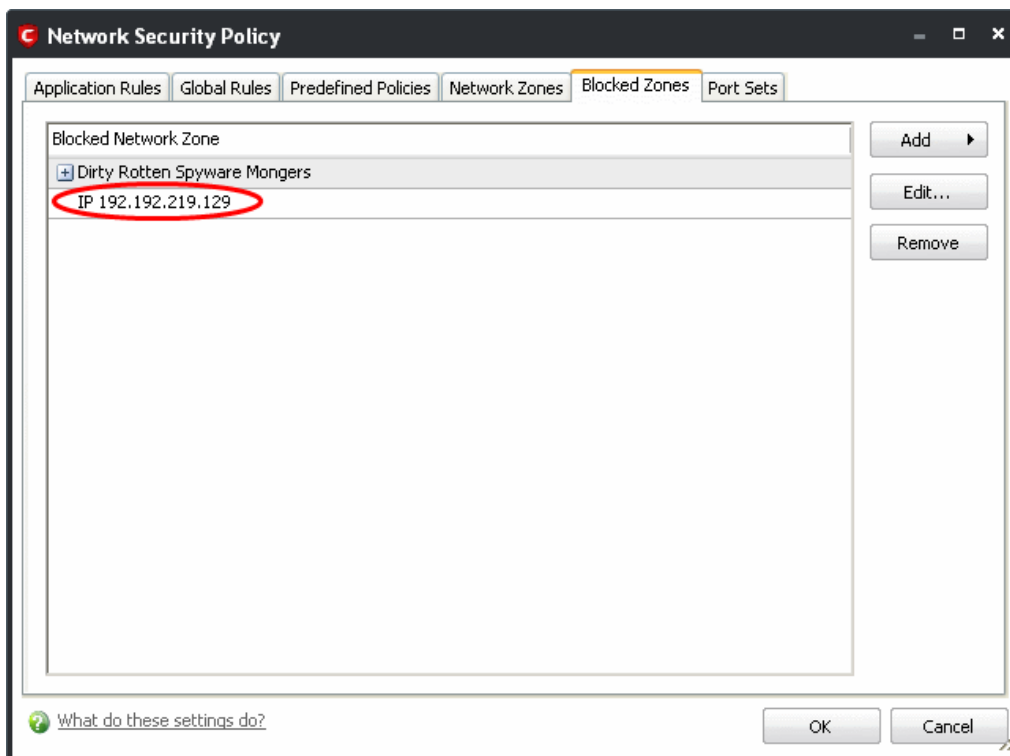 Network Security Policy
Application Rules
Global Rules
Predefined Policies
Network Zones
Blocked Zones
Port Sets
Blocked Network Zone
Add
Dirty Rotten Spyware Mongers
Edit...
IP 192.192.219.129
Remove
What do these settings do?
OK
Cancel